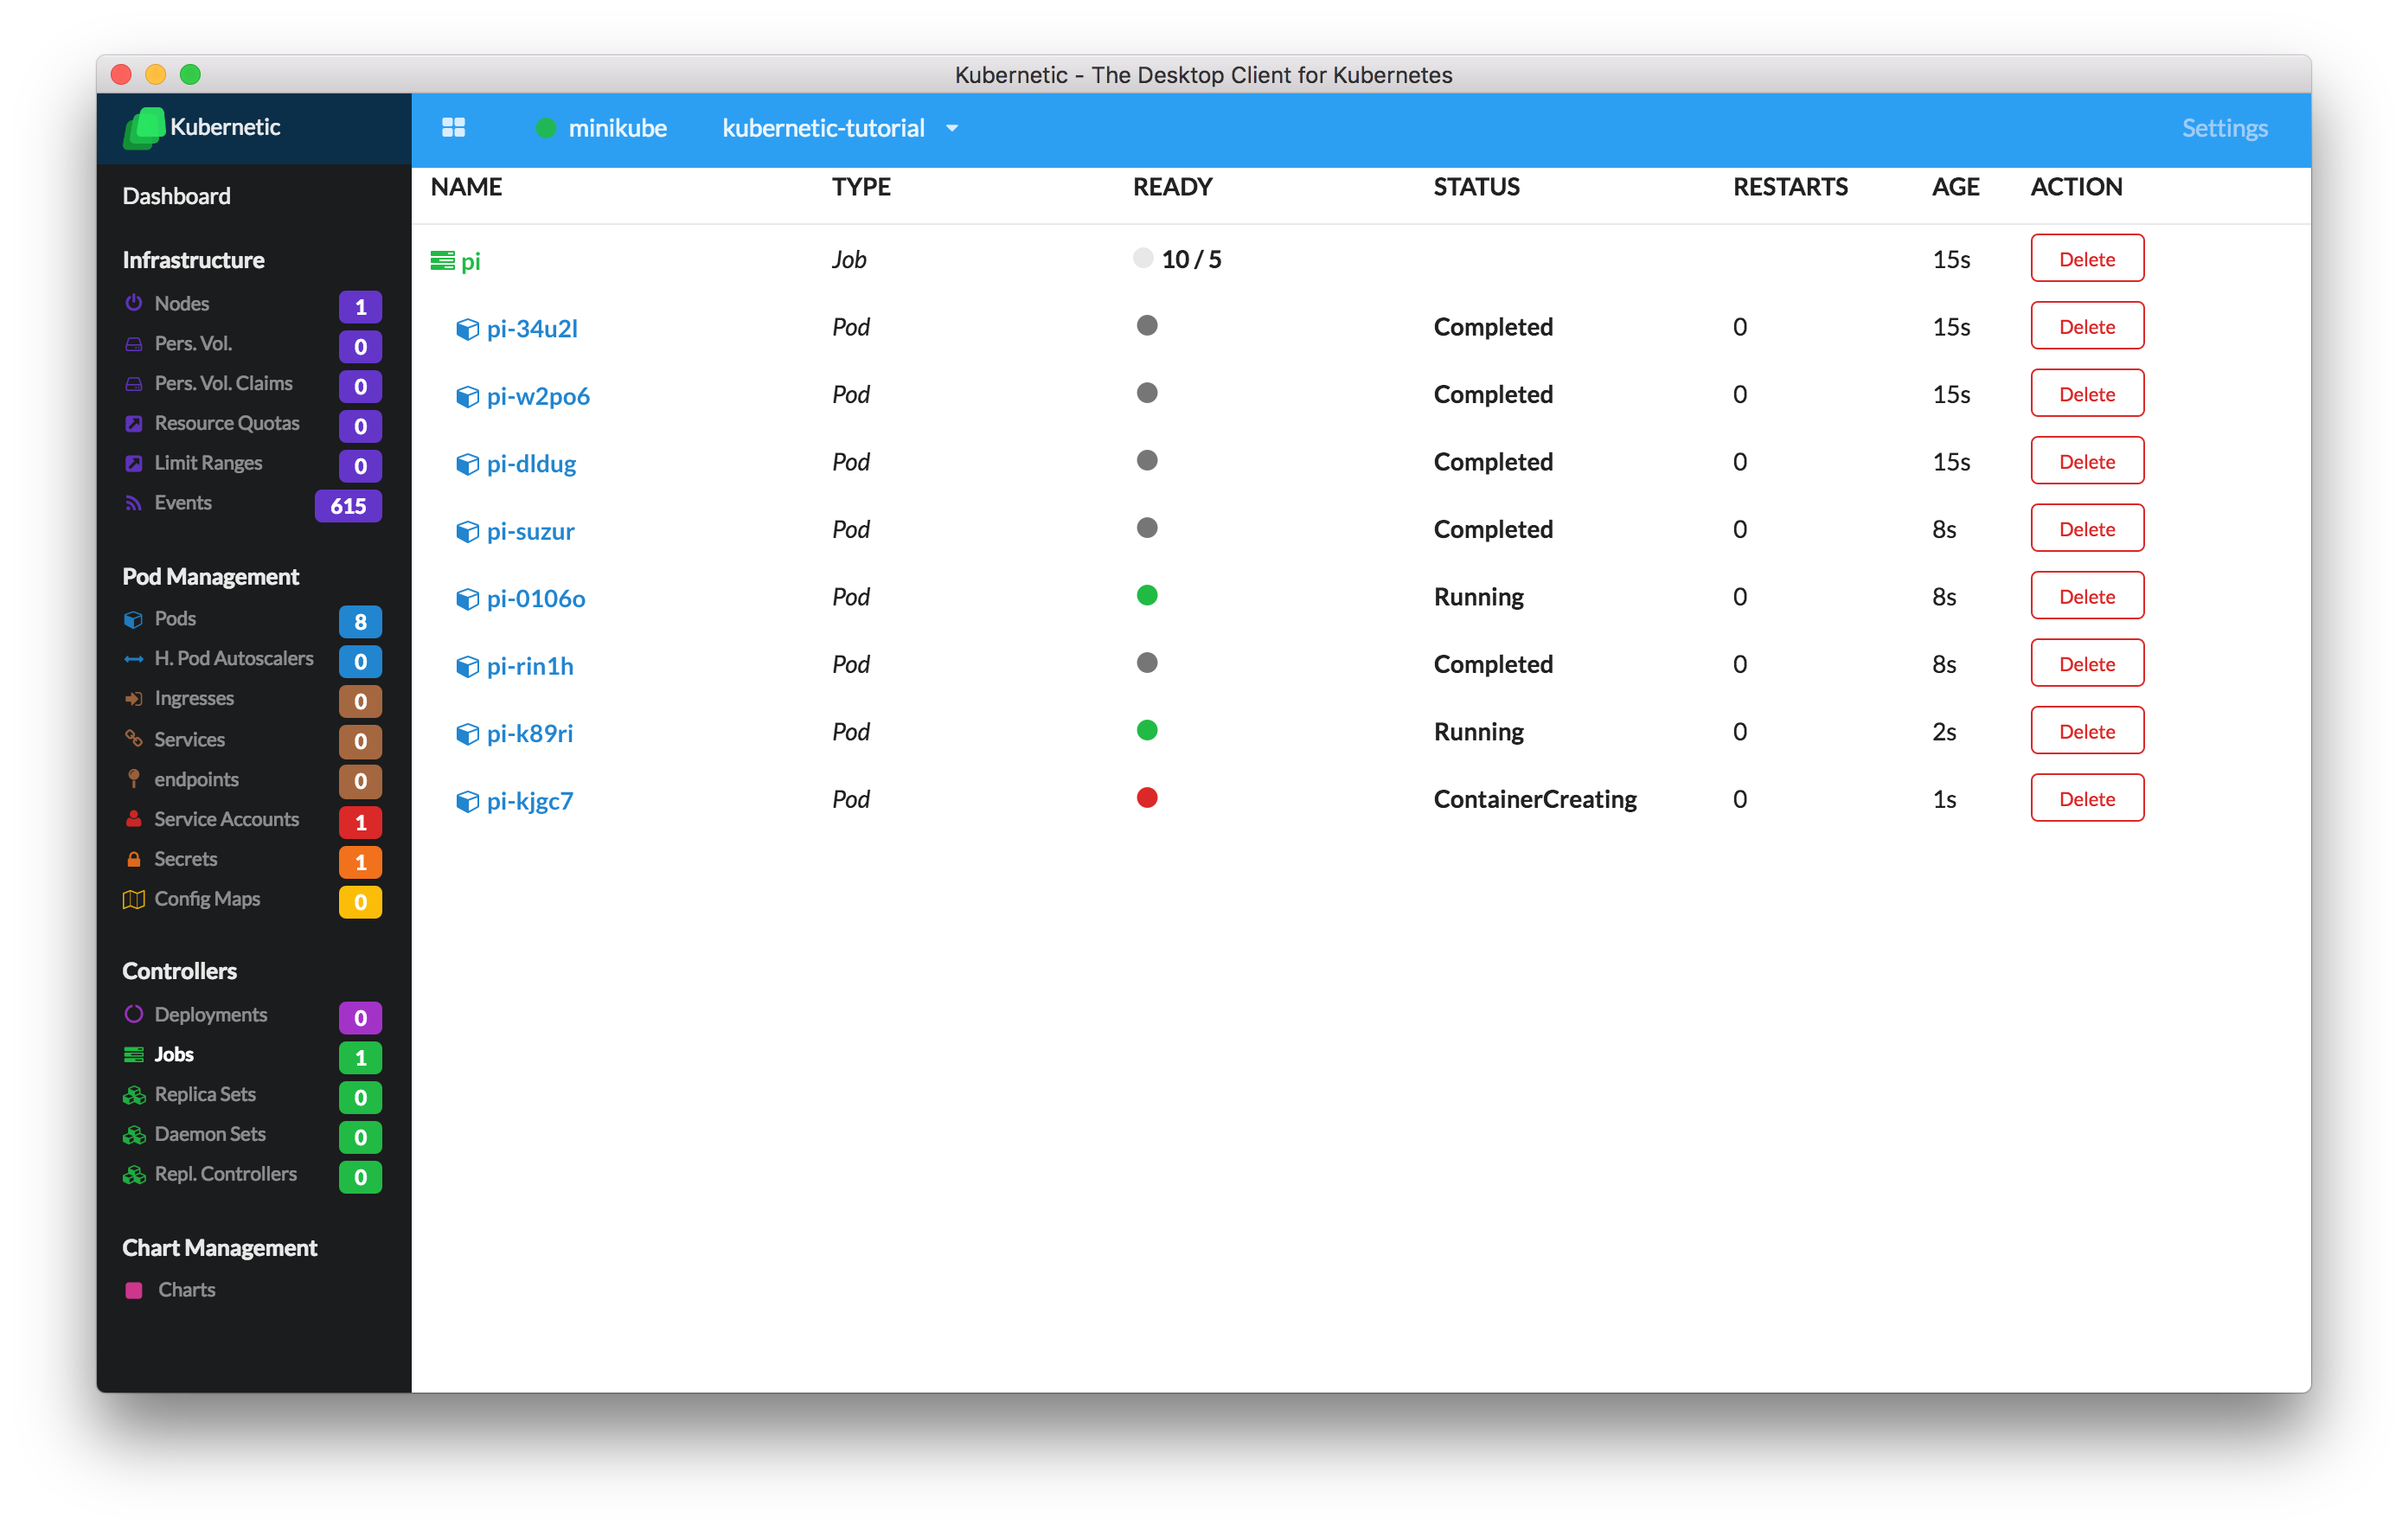 Kubernetic - The Desktop Client for Kubernetes
Kubernetic
minikube kubernetic-tutorial Settings
Dashboard
Infrastructure
Nodes 1
Pers. Vol. 0
Pers. Vol. Claims 0
Resource Quotas 0
Limit Ranges 0
Events 615
Pod Management
Pods 8
H. Pod Autoscalers 0
Ingresses 0
Services 0
endpoints 0
Service Accounts 1
Secrets 1
Config Maps 0
Controllers
Deployments 0
Jobs 1
Replica Sets 0
Daemon Sets 0
Repl. Controllers 0
Chart Management
Charts
NAME TYPE READY STATUS RESTARTS AGE ACTION
pi Job 10 / 5 15s Delete
pi-34u2l Pod Completed 0 15s Delete
pi-w2po6 Pod Completed 0 15s Delete
pi-dldug Pod Completed 0 15s Delete
pi-suzur Pod Completed 0 8s Delete
pi-0106o Pod Running 0 8s Delete
pi-rin1h Pod Completed 0 8s Delete
pi-k89ri Pod Running 0 2s Delete
pi-kjgc7 Pod ContainerCreating 0 1s Delete